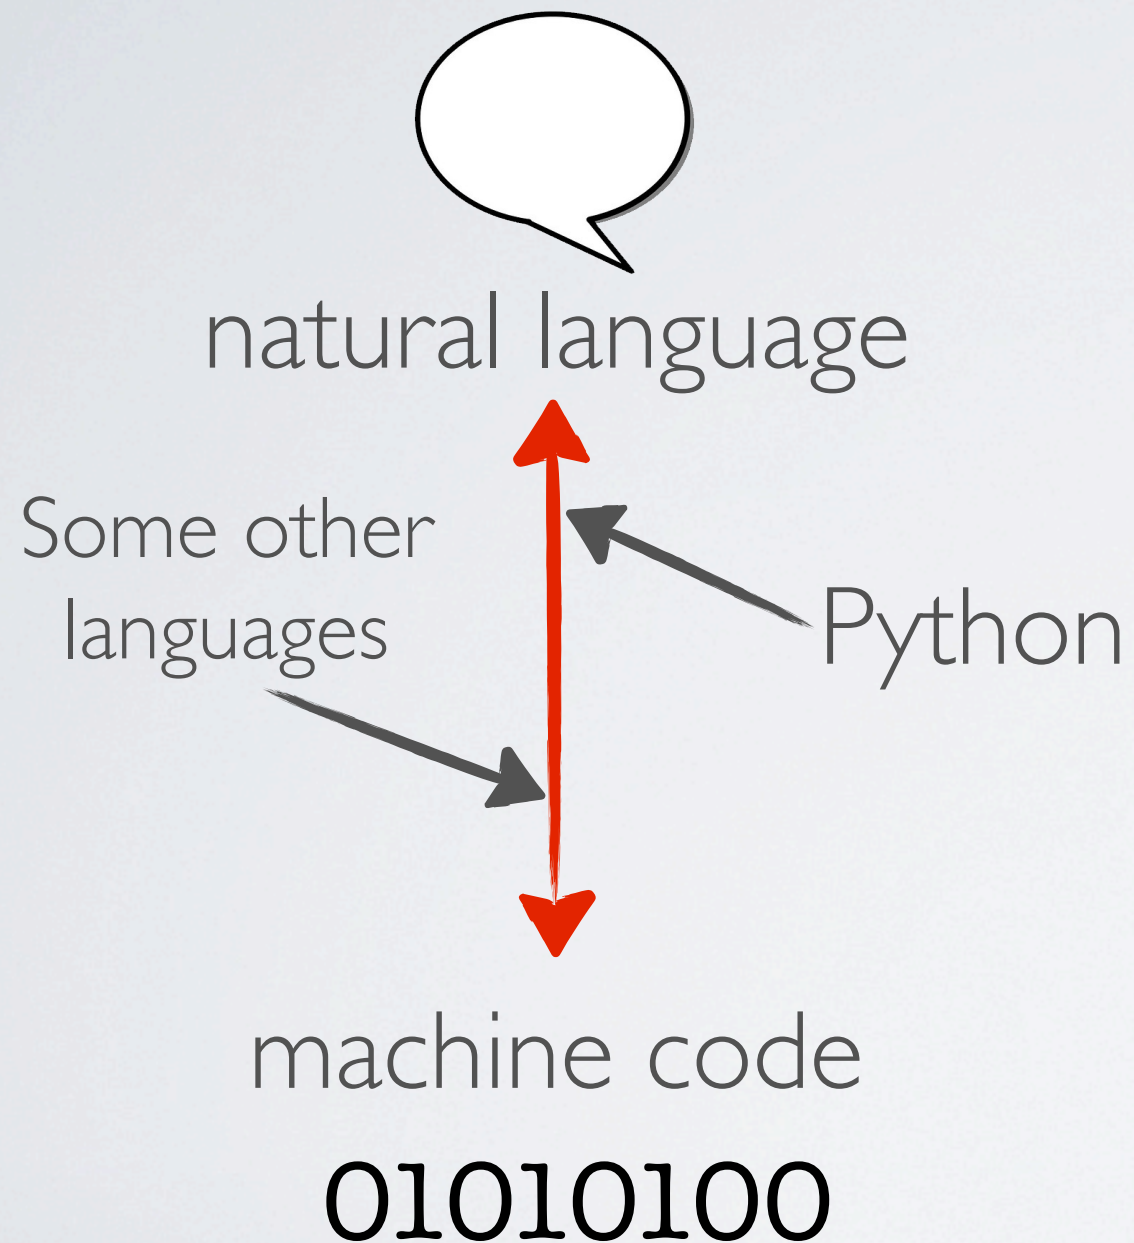 natural language
Some other
languages
Python
machine code
01010100